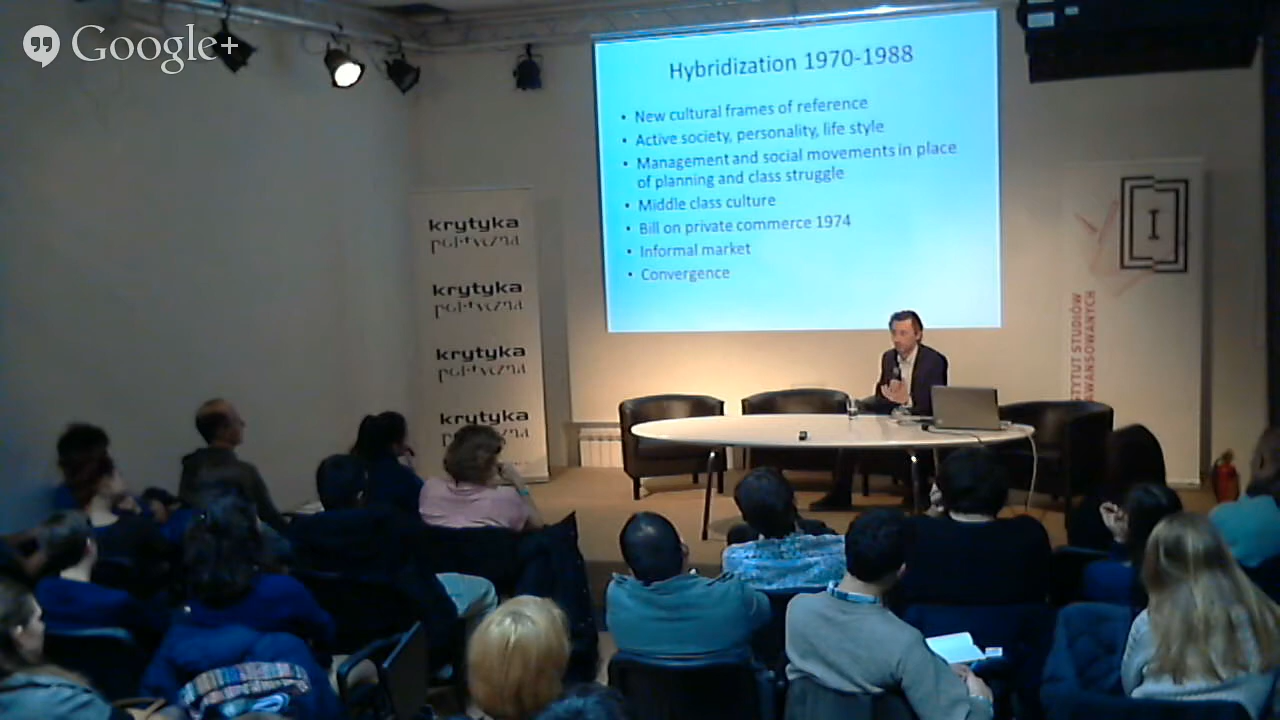 Google+
Hybridization 1970-1988
• New cultural frames of reference
• Active society, personality, life style
• Management and social movements in place
of planning and class struggle
• Middle class culture
• Bill on private commerce 1974
• Informal market
• Convergence
krytyka
polityczna
krytyka
polityczna
krytyka
polityczna
krytyka
I
STUDIÓW